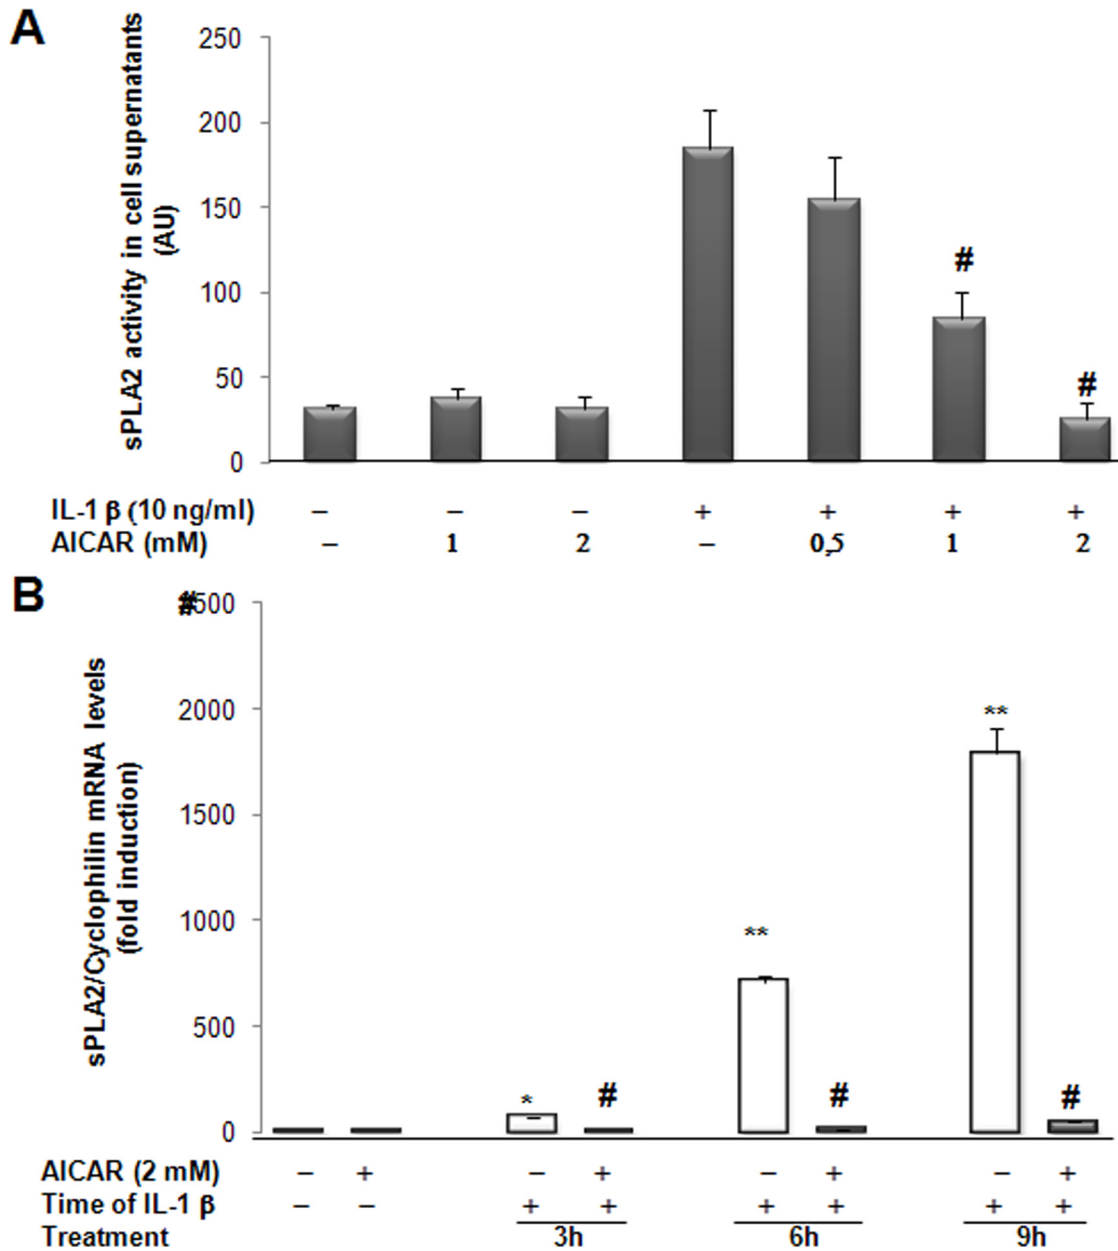 A
250
200
150
100
50
0
sPLA2 activity in cell supernatants
(AU)
#
#
IL-1 β (10 ng/ml) – – – + + + +
AICAR (mM) – 1 2 – 0,5 1 2
B
#500
2000
1500
1000
500
0
sPLA2/Cyclophilin mRNA levels
(fold induction)
* # ** # ** #
AICAR (2 mM) – + – + – + – +
Time of IL-1 β – – + + + + + +
Treatment 3h 6h 9h